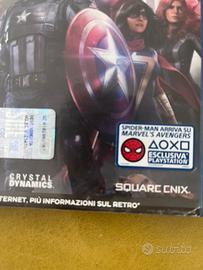 SPIDER-MAN ARRIVA SU
MARVEL'S AVENGERS
ESCLUSIVA
PLAYSTATION
CRYSTAL
DYNAMICS
SQUARE ENIX
TERNET, PIÙ INFORMAZIONI SUL RETRO*
subito